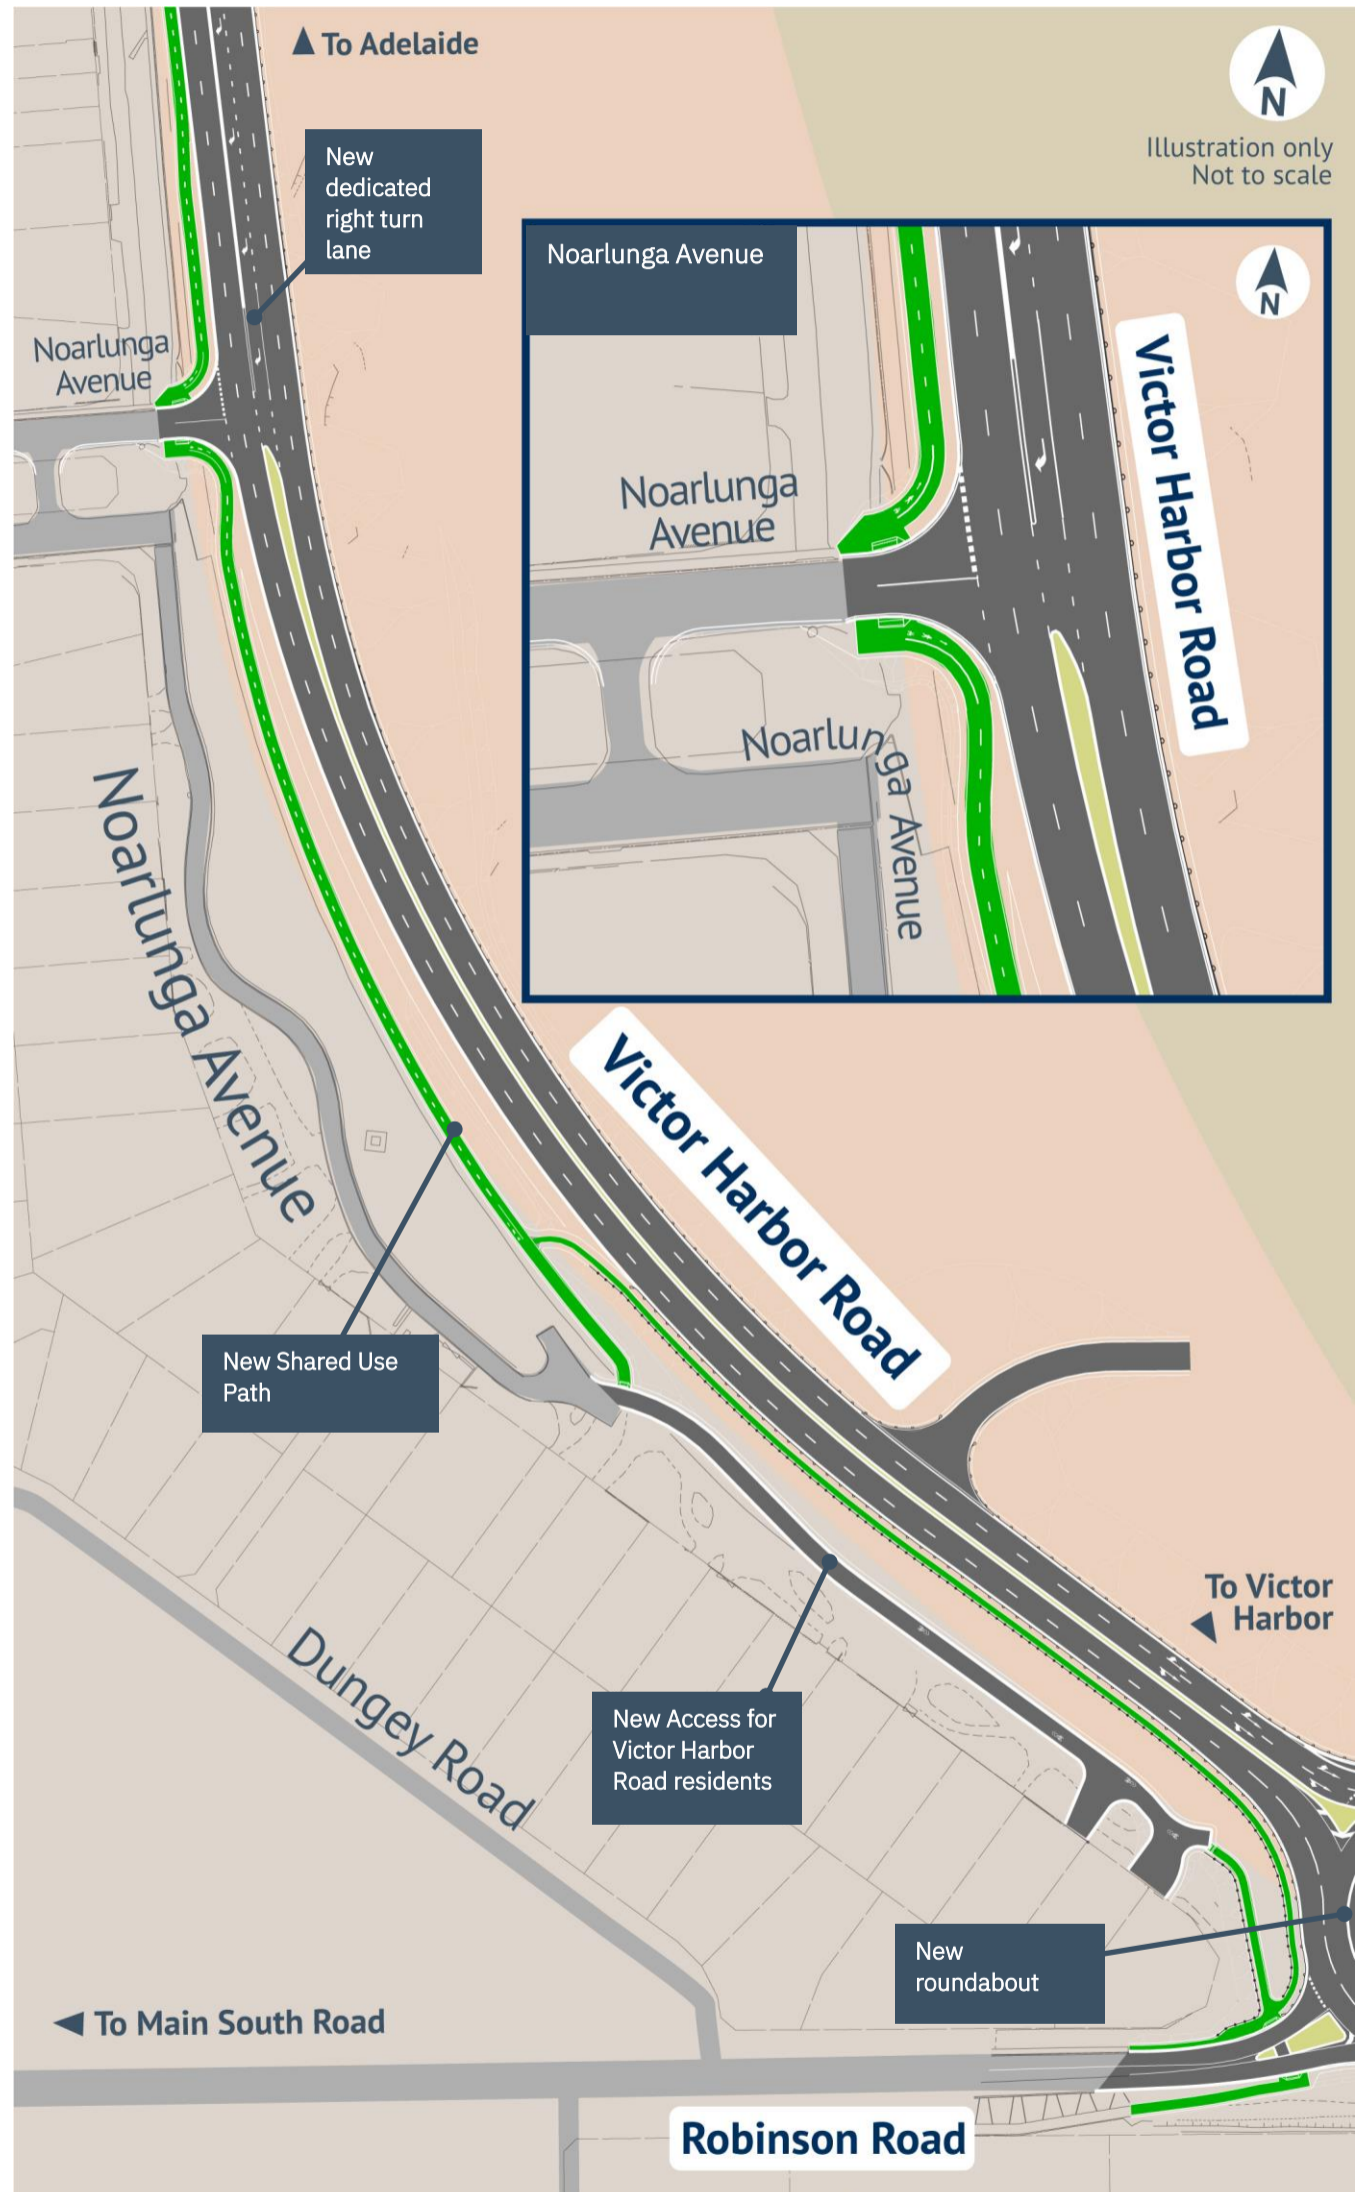 To Adelaide
N
Illustration only
Not to scale
New
dedicated
right turn
lane
Noarlunga Avenue
N
Noarlunga
Avenue
Victor Harbor Road
Noarlunga
Avenue
Noarlunga Avenue
Noarlunga Avenue
Victor Harbor Road
New Shared Use
Path
To Victor
Harbor
Dungey Road
New Access for
Victor Harbor
Road residents
New
roundabout
To Main South Road
Robinson Road